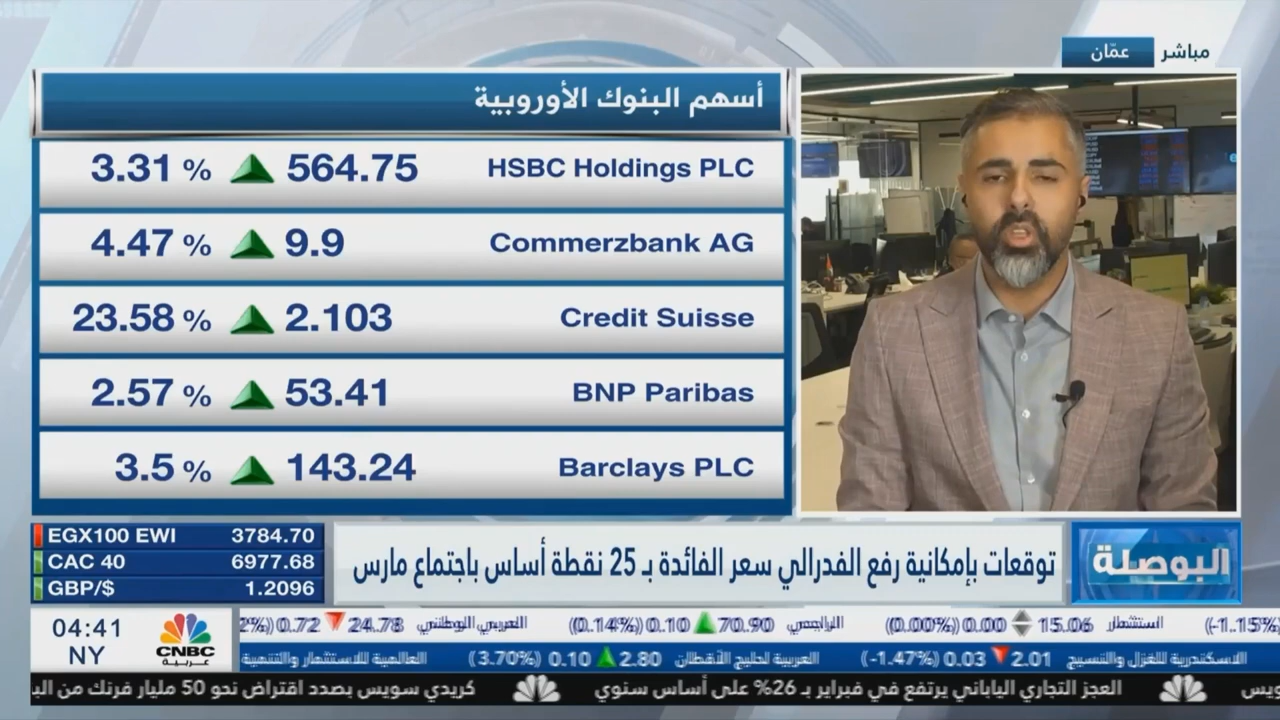 مباشر عمّان
أسهم البنوك الأوروبية
HSBC Holdings PLC 564.75 3.31 %
Commerzbank AG 9.9 4.47 %
Credit Suisse 2.103 23.58 %
BNP Paribas 53.41 2.57 %
Barclays PLC 143.24 3.5 %
البوصلة
توقعات بإمكانية رفع الفدرالي سعر الفائدة بـ 25 نقطة أساس باجتماع مارس
EGX100 EWI 3784.70
CAC 40 6977.68
GBP/$ 1.2096
04:41
NY
CNBC
عربية
(-1.15% الاستثمار 15.06 0.00 (0.00%) الراجحي 70.90 0.10 (0.14%) العربي الوطني 24.78 0.72 2%)
الاسكندرية للغزل والنسيج 2.01 0.03 (-1.47%) العربية لحليج الأقطان 2.80 0.10 (3.70%) العالمية للاستثمار والتنمية
ويس العجز التجاري الياباني يرتفع في فبراير بـ 26% على أساس سنوي كريدي سويس بصدد اقتراض نحو 50 مليار فرنك من الب